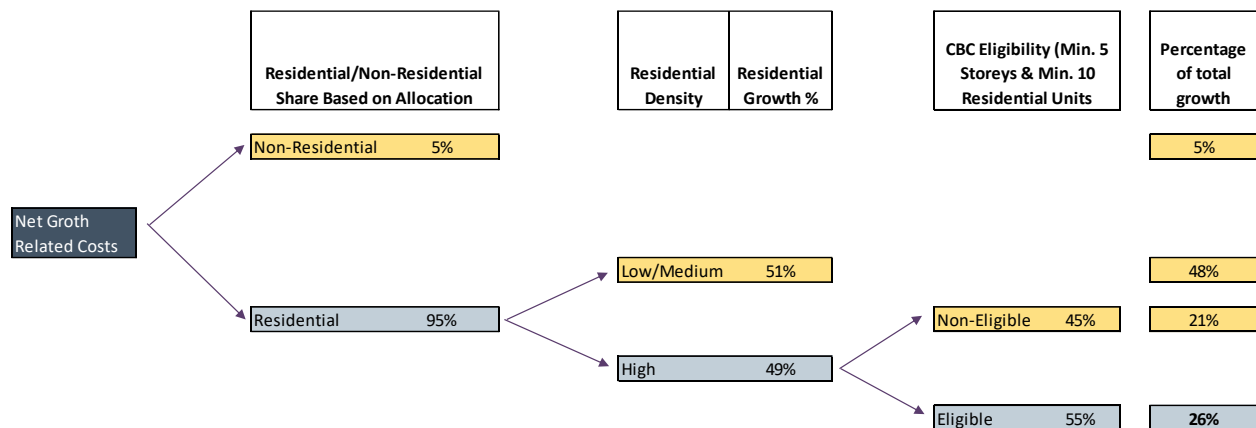 Residential/Non-Residential
Share Based on Allocation
Residential
Density
Residential
Growth %
CBC Eligibility (Min. 5
Storeys & Min. 10
Residential Units
Percentage
of total
growth
Non-Residential 5%
5%
Net Groth
Related Costs
Low/Medium 51%
48%
Residential 95%
Non-Eligible 45%
21%
High 49%
Eligible 55%
26%